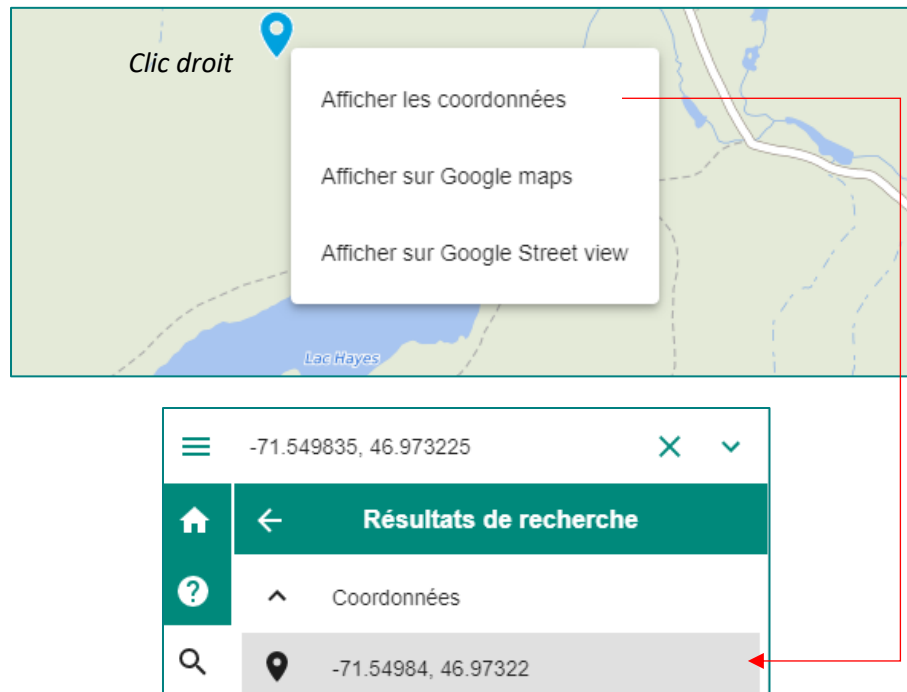 Clic droit
Afficher les coordonnées
Afficher sur Google maps
Afficher sur Google Street view
Lac Hayes
-71.549835, 46.973225
Résultats de recherche
Coordonnées
-71.54984, 46.97322